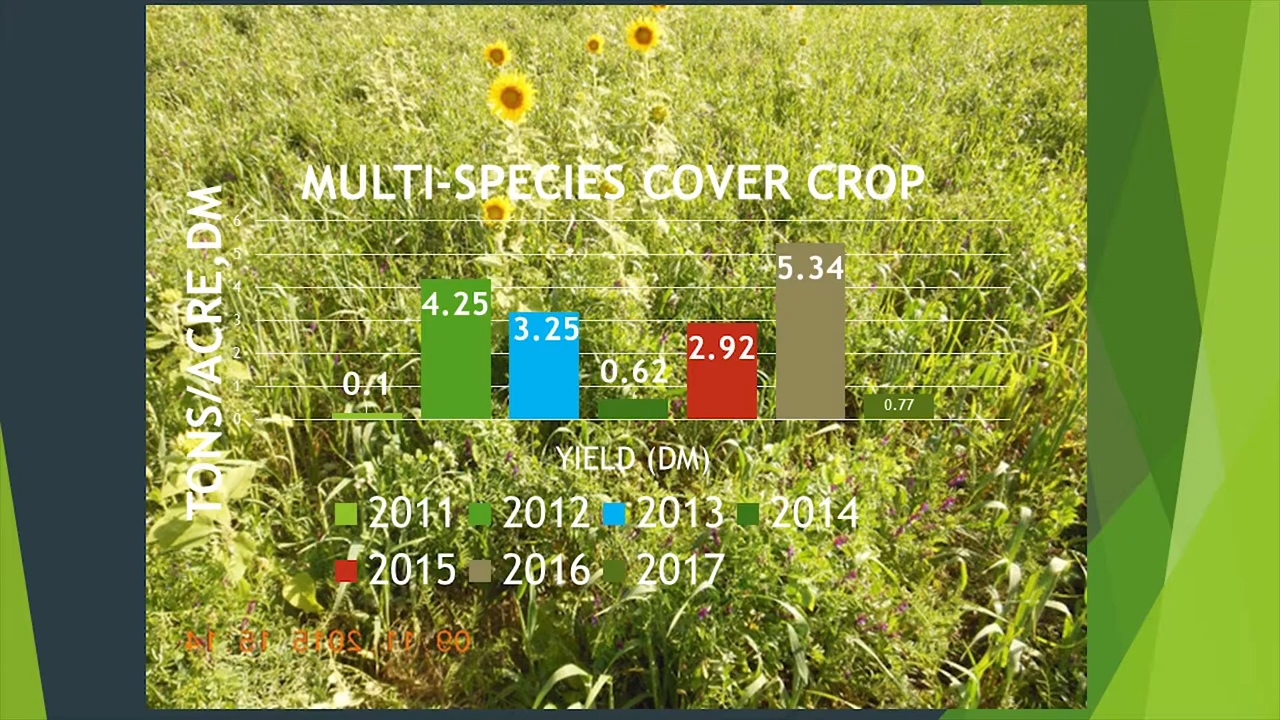 MULTI-SPECIES COVER CROP
TONS/ACRE,DM
6
5
4
3
2
1
0
0.1
4.25
3.25
0.62
2.92
5.34
0.77
YIELD (DM)
2011 2012 2013 2014
2015 2016 2017
09 11 2015 15 14